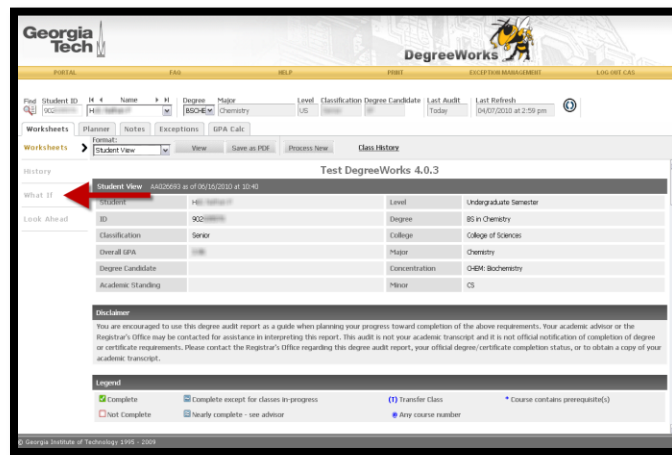 Georgia
Tech
DegreeWorks
PORTAL FAQ HELP PRINT EXCEPTION MANAGEMENT LOG OUT CAS
Find Student ID Name Degree Major Level Classification Degree Candidate Last Audit Last Refresh
902 H BSCHE Chemistry US Today 04/07/2010 at 2:59 pm
Worksheets Planner Notes Exceptions GPA Calc
Format:
Worksheets Student View View Save as PDF Process New Class History
History
Test DegreeWorks 4.0.3
Student View AA026693 as of 06/16/2010 at 10:40
What If
Student H Level Undergraduate Semester
Look Ahead
ID 902 Degree BS in Chemistry
Classification Senior College College of Sciences
Overall GPA Major Chemistry
Degree Candidate Concentration CHEM: Biochemistry
Academic Standing Minor CS
Disclaimer
You are encouraged to use this degree audit report as a guide when planning your progress toward completion of the above requirements. Your academic advisor or the
Registrar's Office may be contacted for assistance in interpreting this report. This audit is not your academic transcript and it is not official notification of completion of degree
or certificate requirements. Please contact the Registrar's Office regarding this degree audit report, your official degree/certificate completion status, or to obtain a copy of your
academic transcript.
Legend
Complete Complete except for classes in-progress (T) Transfer Class * Course contains prerequisite(s)
Not Complete Nearly complete - see advisor @ Any course number
© Georgia Institute of Technology 1995 - 2009